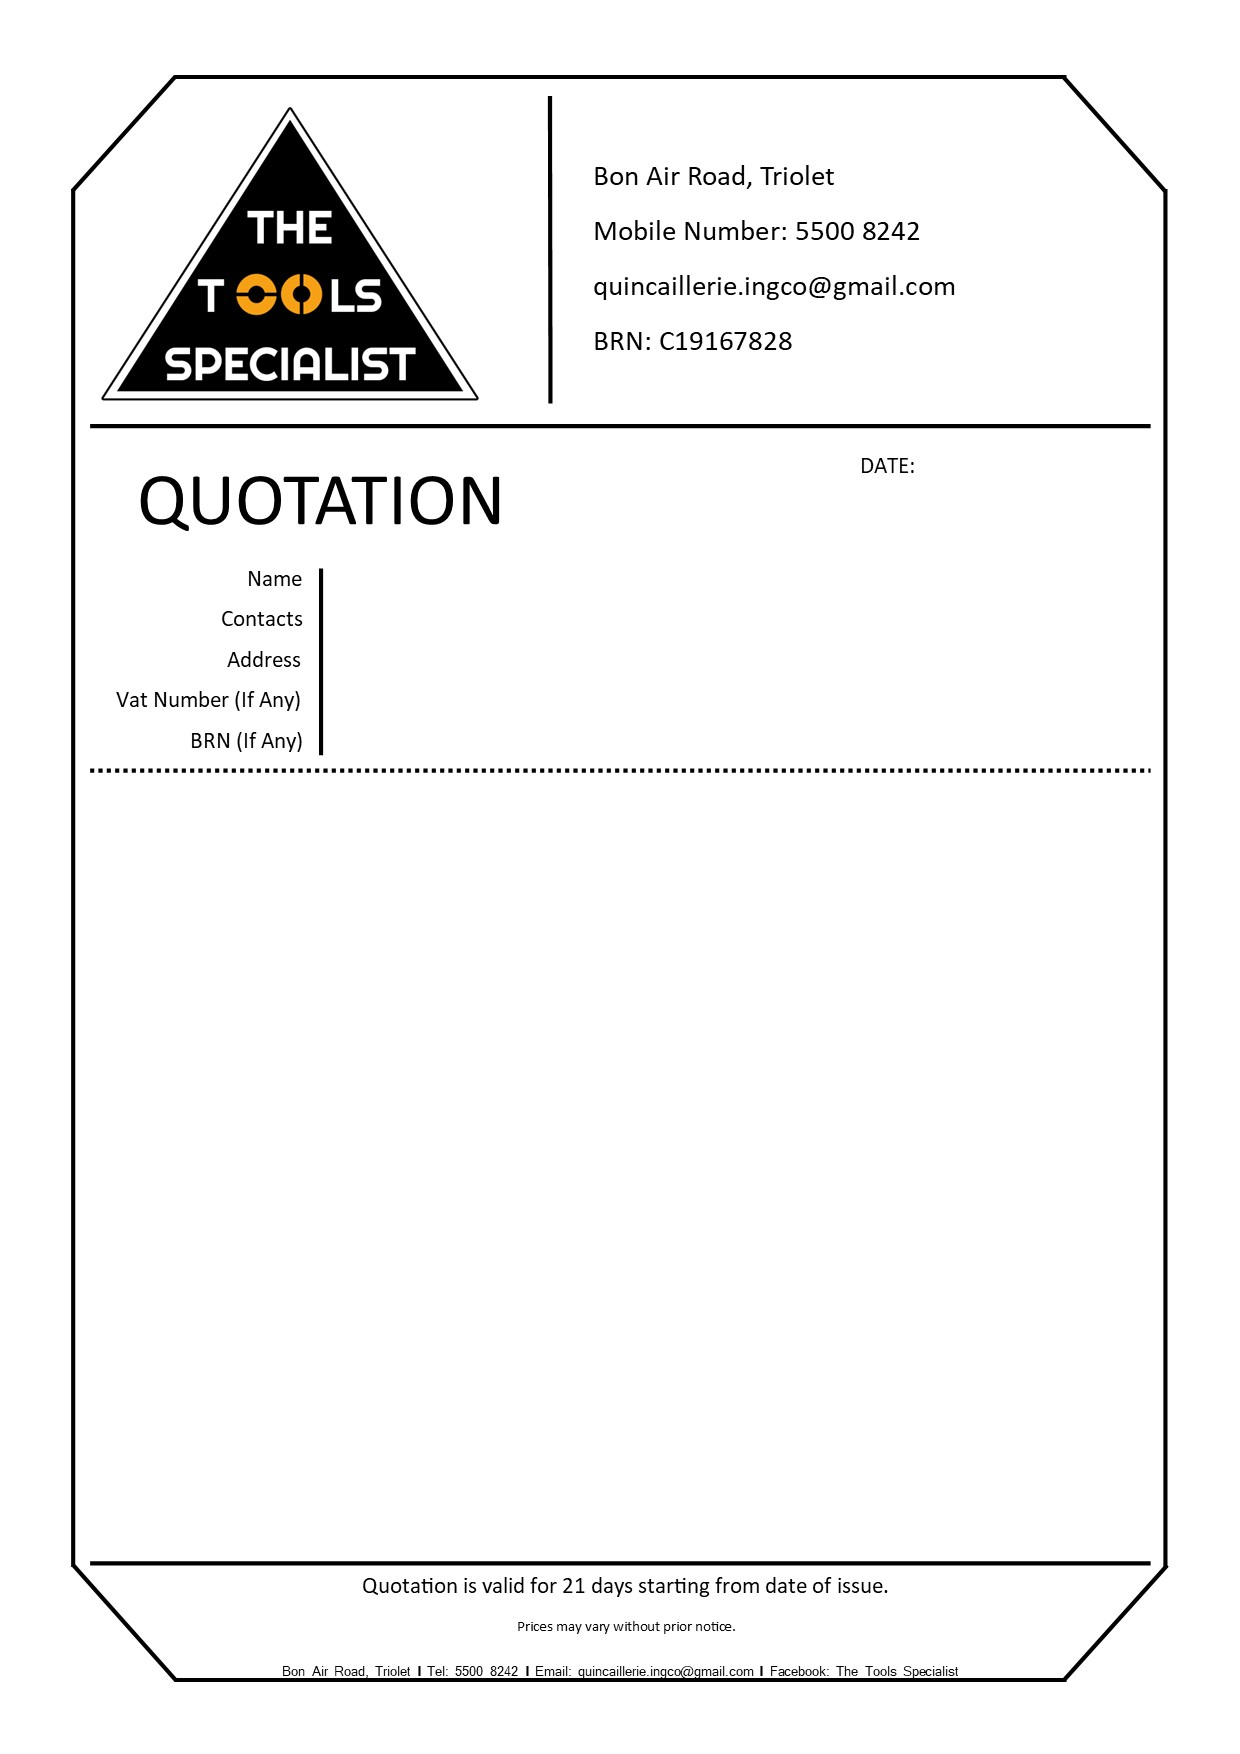 THE
TOOLS
SPECIALIST
Bon Air Road, Triolet
Mobile Number: 5500 8242
quincaillerie.ingco@gmail.com
BRN: C19167828
DATE:
QUOTATION
Name
Contacts
Address
Vat Number (If Any)
BRN (If Any)
Quotation is valid for 21 days starting from date of issue.
Prices may vary without prior notice.
Bon Air Road, Triolet I Tel: 5500 8242 I Email: quincaillerie.ingco@gmail.com I Facebook: The Tools Specialist